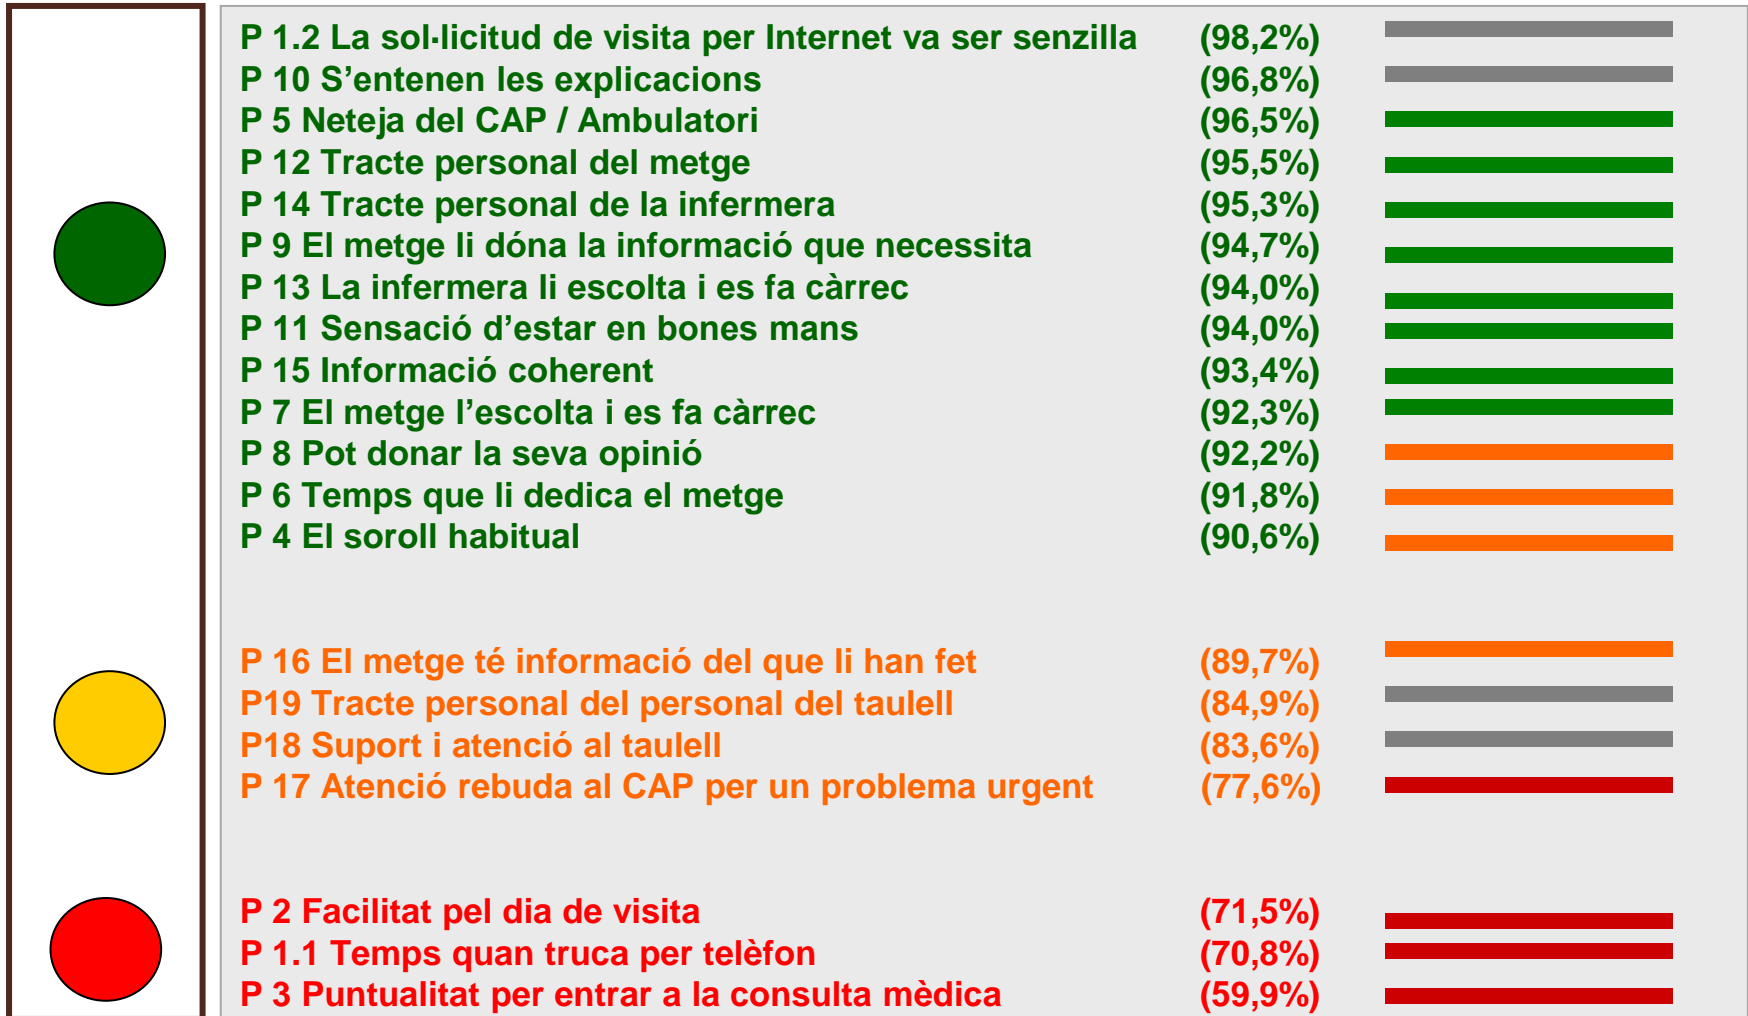 P 1.2 La sol·licitud de visita per Internet va ser senzilla (98,2%)
P 10 S’entenen les explicacions (96,8%)
P 5 Neteja del CAP / Ambulatori (96,5%)
P 12 Tracte personal del metge (95,5%)
P 14 Tracte personal de la infermera (95,3%)
P 9 El metge li dóna la informació que necessita (94,7%)
P 13 La infermera li escolta i es fa càrrec (94,0%)
P 11 Sensació d’estar en bones mans (94,0%)
P 15 Informació coherent (93,4%)
P 7 El metge l’escolta i es fa càrrec (92,3%)
P 8 Pot donar la seva opinió (92,2%)
P 6 Temps que li dedica el metge (91,8%)
P 4 El soroll habitual (90,6%)
P 16 El metge té informació del que li han fet (89,7%)
P19 Tracte personal del personal del taulell (84,9%)
P18 Suport i atenció al taulell (83,6%)
P 17 Atenció rebuda al CAP per un problema urgent (77,6%)
P 2 Facilitat pel dia de visita (71,5%)
P 1.1 Temps quan truca per telèfon (70,8%)
P 3 Puntualitat per entrar a la consulta mèdica (59,9%)